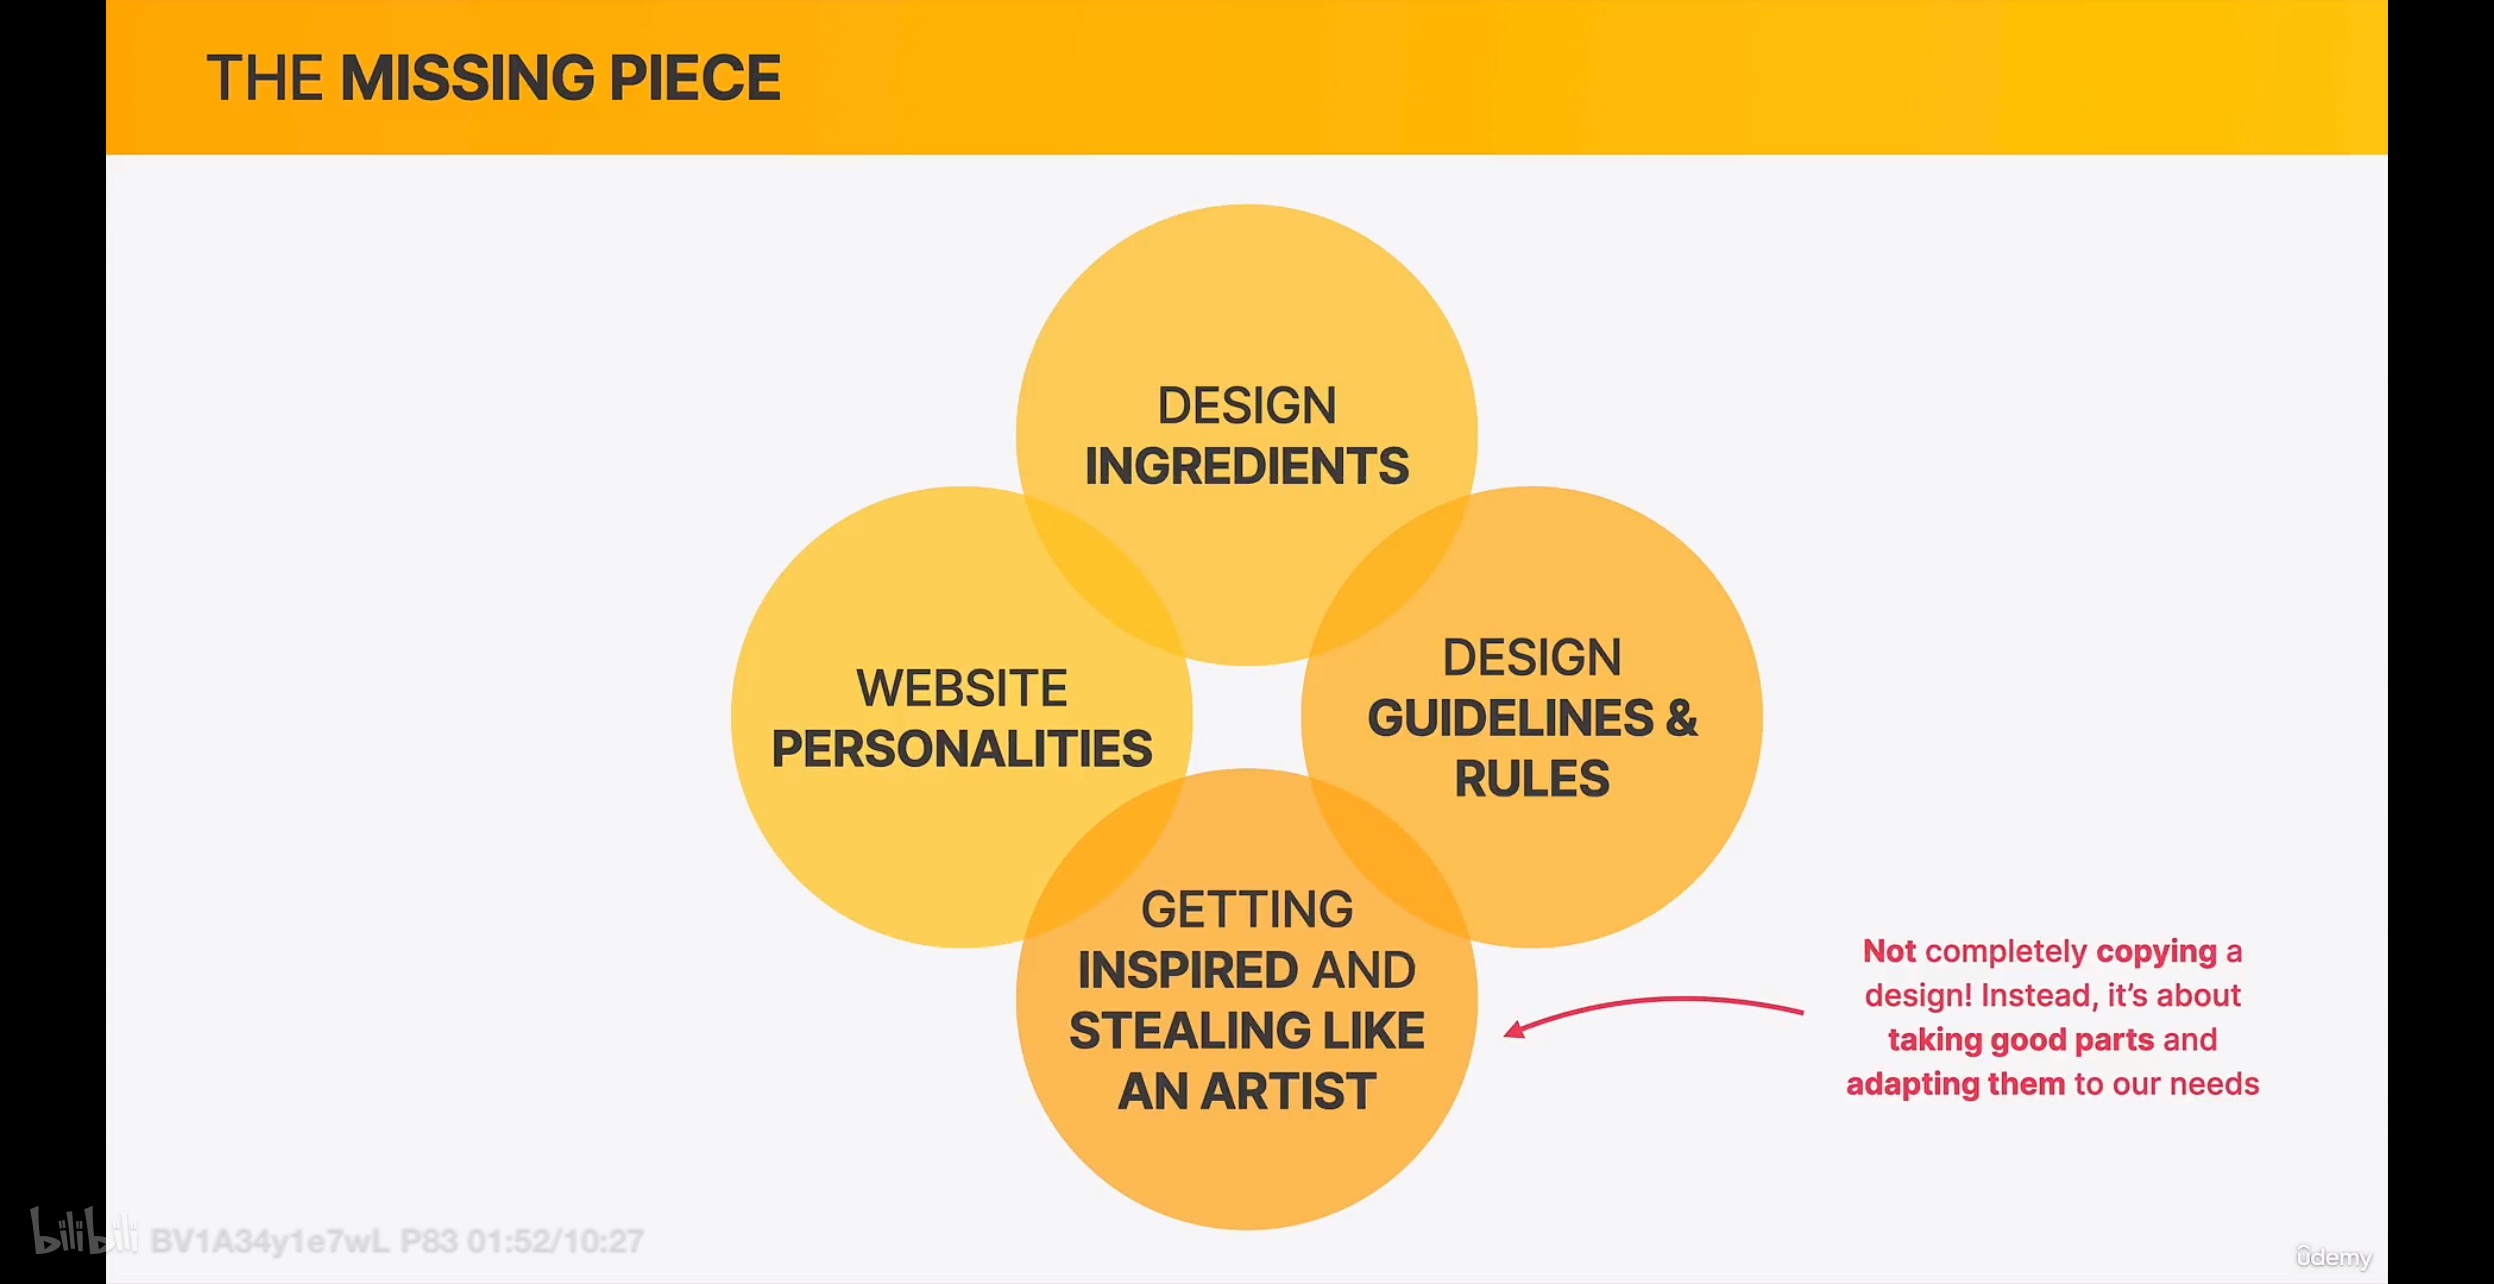 THE MISSING PIECE
DESIGN
INGREDIENTS
WEBSITE
PERSONALITIES
DESIGN
GUIDELINES &
RULES
GETTING
INSPIRED AND
STEALING LIKE
AN ARTIST
Not completely copying a
design! Instead, it's about
taking good parts and
adapting them to our needs
bilibili BV1A34y1e7wL P83 01:52/10:27
ûdemy